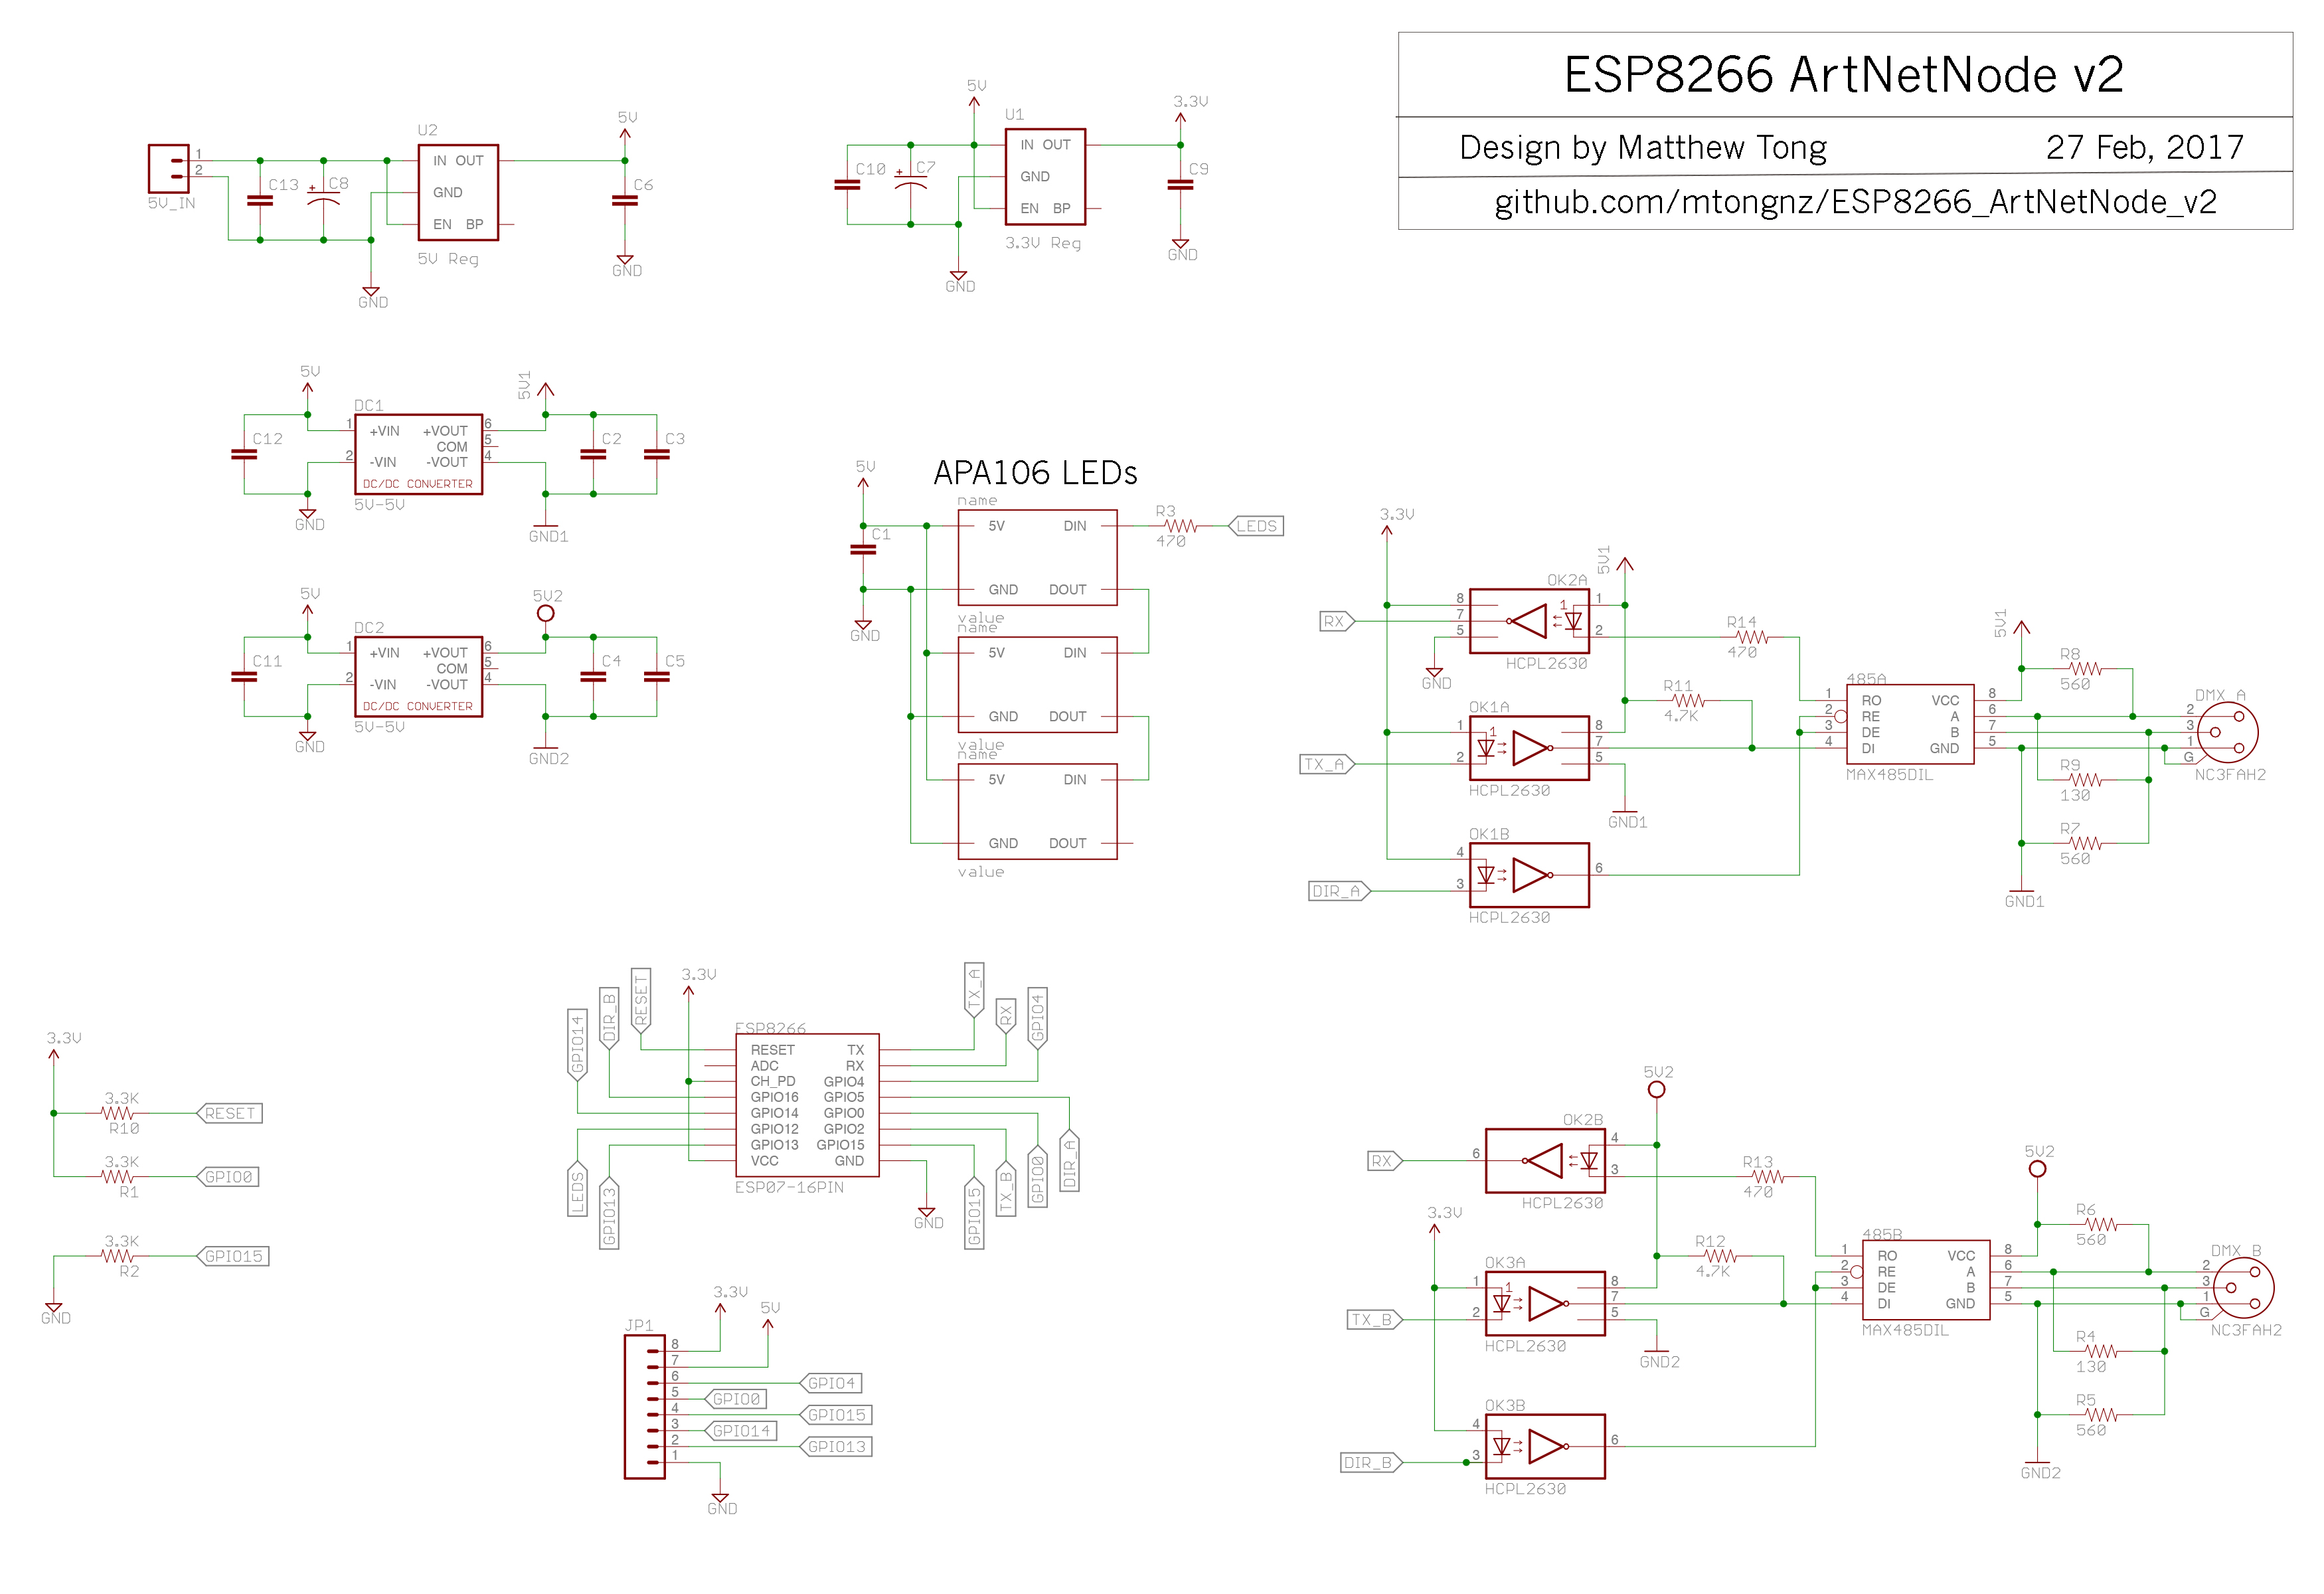 ESP8266 ArtNetNode v2
Design by Matthew Tong 27 Feb, 2017
github.com/mtongnz/ESP8266_ArtNetNode_v2
5V_IN
1
2
C13
C8
+
U2
IN OUT
GND
EN BP
5V Reg
5V
C6
GND
GND
5V
C10
C7
+
U1
IN OUT
GND
EN BP
3.3V Reg
3.3V
C9
GND
GND
5V
C12
GND
DC1
1 +VIN +VOUT 6
COM 5
2 -VIN -VOUT 4
DC/DC CONVERTER
5V-5V
5V1
C2
C3
GND1
5V
C11
GND
DC2
1 +VIN +VOUT 6
COM 5
2 -VIN -VOUT 4
DC/DC CONVERTER
5V-5V
5V2
C4
C5
GND2
APA106 LEDs
5V
C1
GND
name
5V DIN
GND DOUT
value
name
5V DIN
GND DOUT
value
name
5V DIN
GND DOUT
value
R3
470
LEDS
3.3V
RX
GND
OK2A
8
7
5
1
1
2
HCPL2630
5V1
R14
470
R11
4.7K
TX_A
OK1A
1
2
1
8
7
5
HCPL2630
GND1
DIR_A
OK1B
4
3
6
HCPL2630
485A
1 RO VCC 8
2 RE A 6
3 DE B 7
4 DI GND 5
MAX485DIL
5V1
R8
560
R9
130
R7
560
GND1
DMX_A
2
3
1
G
NC3FAH2
3.3V
3.3K
R10
RESET
3.3K
R1
GPIO0
3.3K
R2
GPIO15
GND
GPIO14
DIR_B
RESET
3.3V
TX_A
RX
GPIO4
ESP8266
RESET TX
ADC RX
CH_PD GPIO4
GPIO16 GPIO5
GPIO14 GPIO0
GPIO12 GPIO2
GPIO13 GPIO15
VCC GND
ESP07-16PIN
LEDS
GPIO13
GND
GPIO15
TX_B
GPIO0
DIR_A
JP1
3.3V
5V
8
7
6 GPIO4
5 GPIO0
4 GPIO15
3 GPIO14
2 GPIO13
1
GND
5V2
RX
OK2B
6
4
3
HCPL2630
R13
470
3.3V
R12
4.7K
TX_B
OK3A
1
2
1
8
7
5
HCPL2630
GND2
DIR_B
OK3B
4
3
6
HCPL2630
485B
1 RO VCC 8
2 RE A 6
3 DE B 7
4 DI GND 5
MAX485DIL
5V2
R6
560
R4
130
R5
560
GND2
DMX_B
2
3
1
G
NC3FAH2